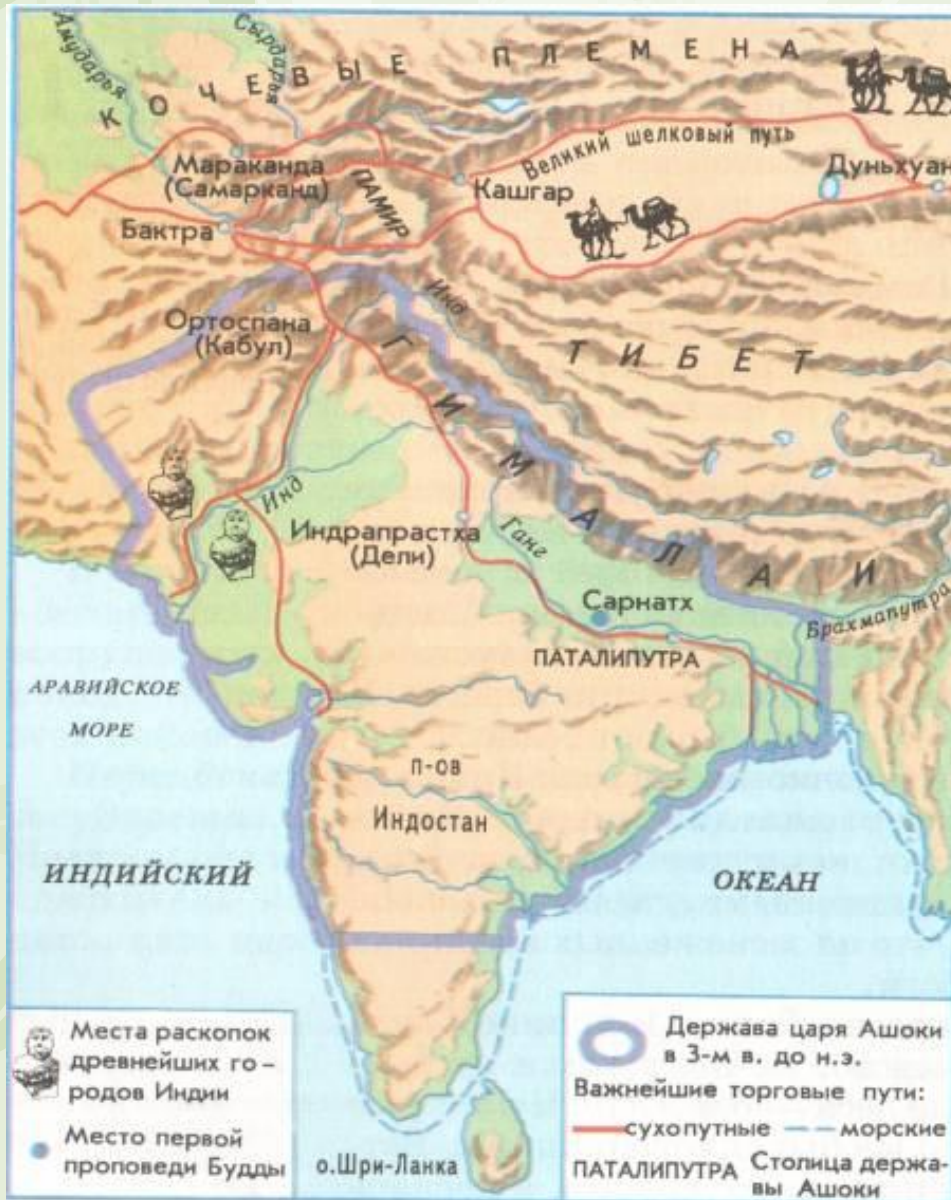 Амударья
Сырдарья
КОЧЕВЫЕ ПЛЕМЕНА
Великий шелковый путь
Мараканда
(Самарканд)
ПАМИР
Кашгар
Дуньхуан
Бактра
Инд
Ортоспана
(Кабул)
ГИМАЛАИ
ТИБЕТ
Инд
Индрапрастха
(Дели)
Ганг
Сарнатх
Брахмапутра
ПАТАЛИПУТРА
АРАВИЙСКОЕ
МОРЕ
п-ов
Индостан
ИНДИЙСКИЙ
ОКЕАН
Места раскопок
древнейших го-
родов Индии
Место первой
проповеди Будды
о.Шри-Ланка
Держава царя Ашоки
в 3-м в. до н.э.
Важнейшие торговые пути:
сухопутные
морские
ПАТАЛИПУТРА Столица держа-
вы Ашоки